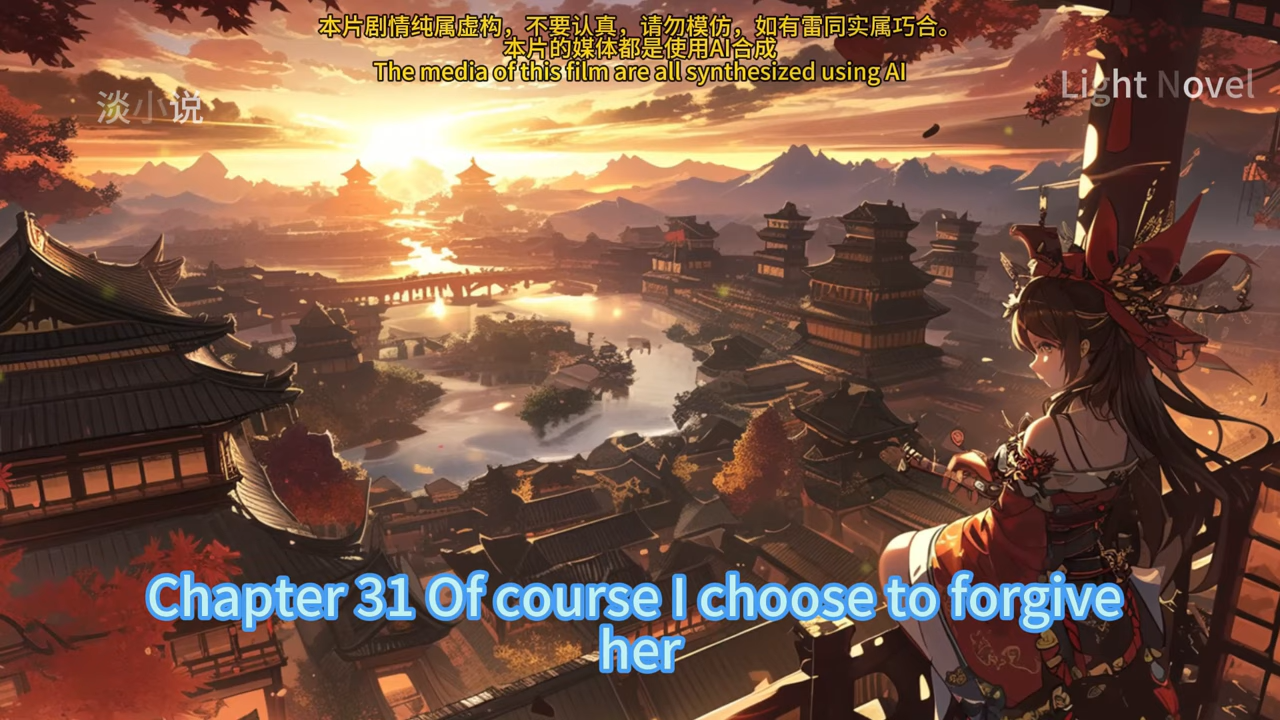 本片剧情纯属虚构，不要认真，请勿模仿，如有雷同实属巧合。
本片的媒体都是使用AI合成
The media of this film are all synthesized using AI
淡小说
Light Novel
Chapter 31 Of course I choose to forgive
her